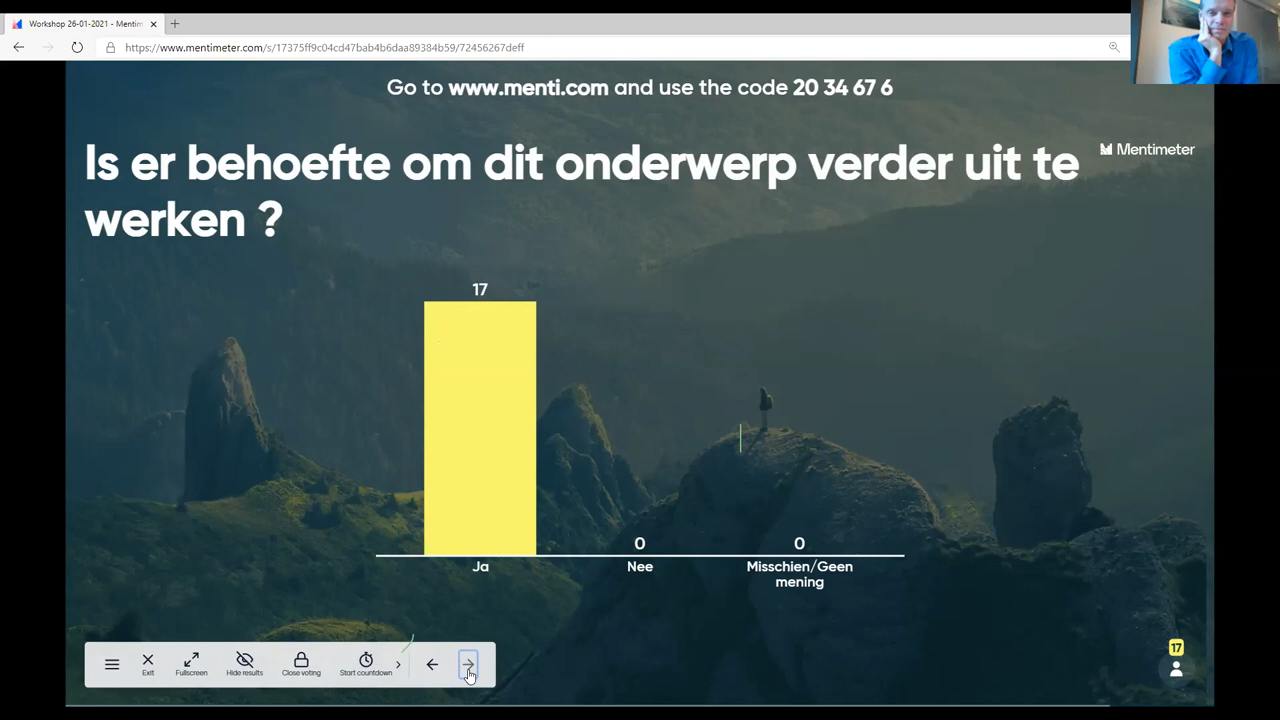 Workshop 26-01-2021 - Mentim
https://www.mentimeter.com/s/17375ff9c04cd47bab4b6daa89384b59/72456267deff
Go to www.menti.com and use the code 20 34 67 6
Is er behoefte om dit onderwerp verder uit te
werken ?
Mentimeter
17
0
0
Ja
Nee
Misschien/Geen
mening
Exit
Fullscreen
Hide results
Close voting
Start countdown
17